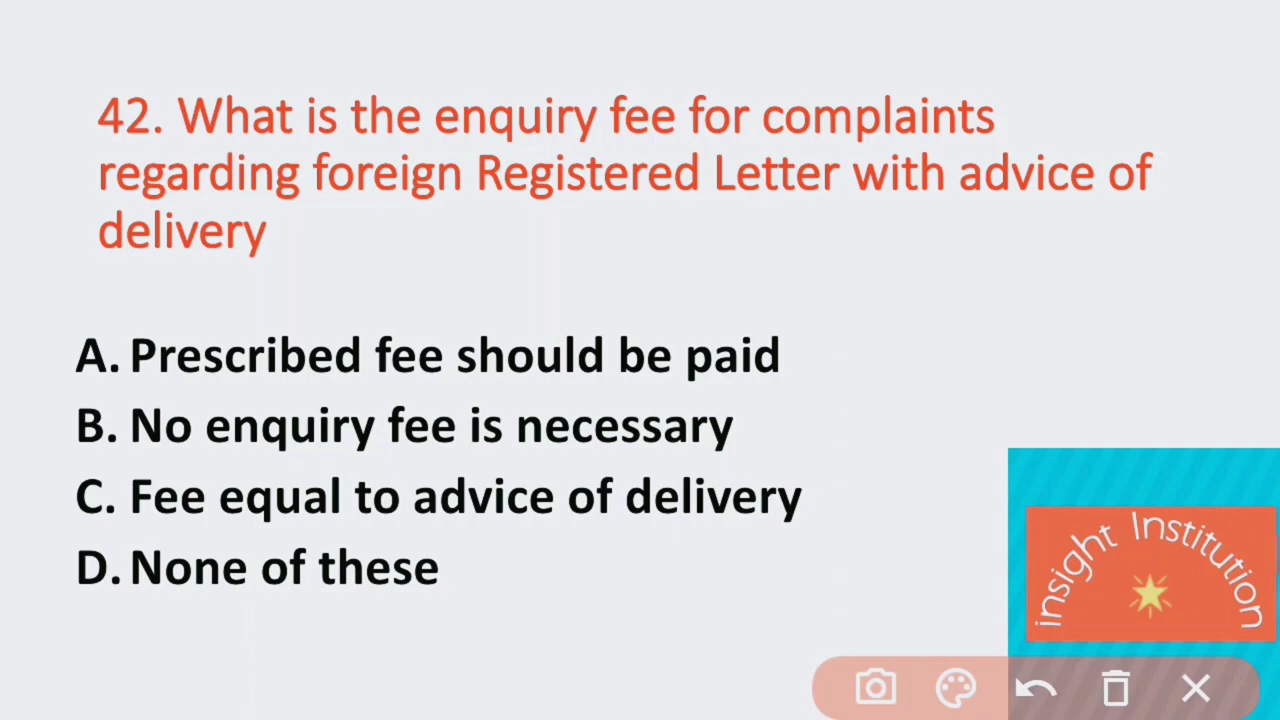 42. What is the enquiry fee for complaints
regarding foreign Registered Letter with advice of
delivery
A. Prescribed fee should be paid
B. No enquiry fee is necessary
C. Fee equal to advice of delivery
D. None of these
insight Institution